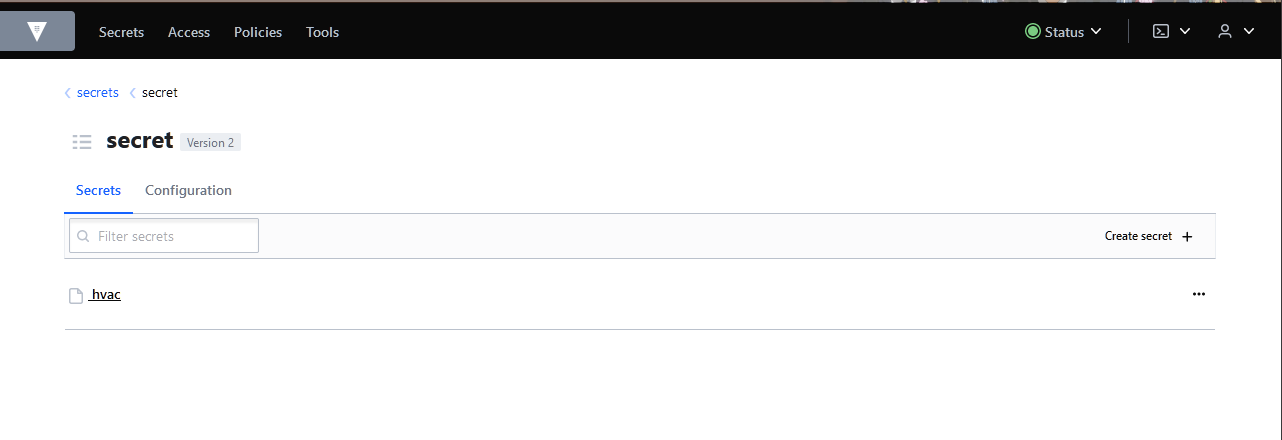 Secrets Access Policies Tools Status
secrets secret
secret Version 2
Secrets Configuration
Filter secrets Create secret +
hvac